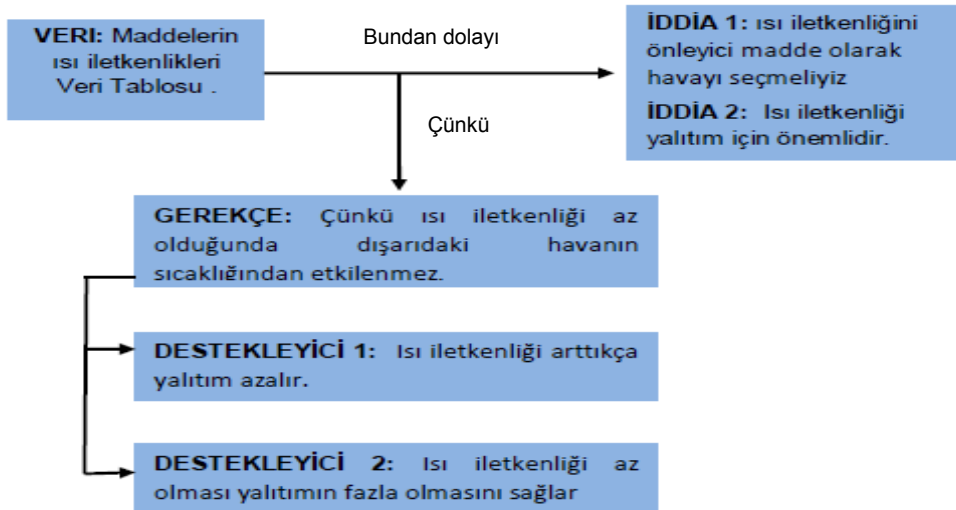 VERI: Maddelerin
ısı iletkenlikleri
Veri Tablosu .
Bundan dolayı
İDDİA 1: ısı iletkenliğini
önleyici madde olarak
havayı seçmeliyiz
İDDİA 2: Isı iletkenliği
yalıtım için önemlidir.
Çünkü
GEREKÇE: Çünkü ısı iletkenliği az
olduğunda dışarıdaki havanın
sıcaklığından etkilenmez.
DESTEKLEYİCİ 1: Isı iletkenliği arttıkça
yalıtım azalır.
DESTEKLEYİCİ 2: Isı iletkenliği az
olması yalıtımın fazla olmasını sağlar